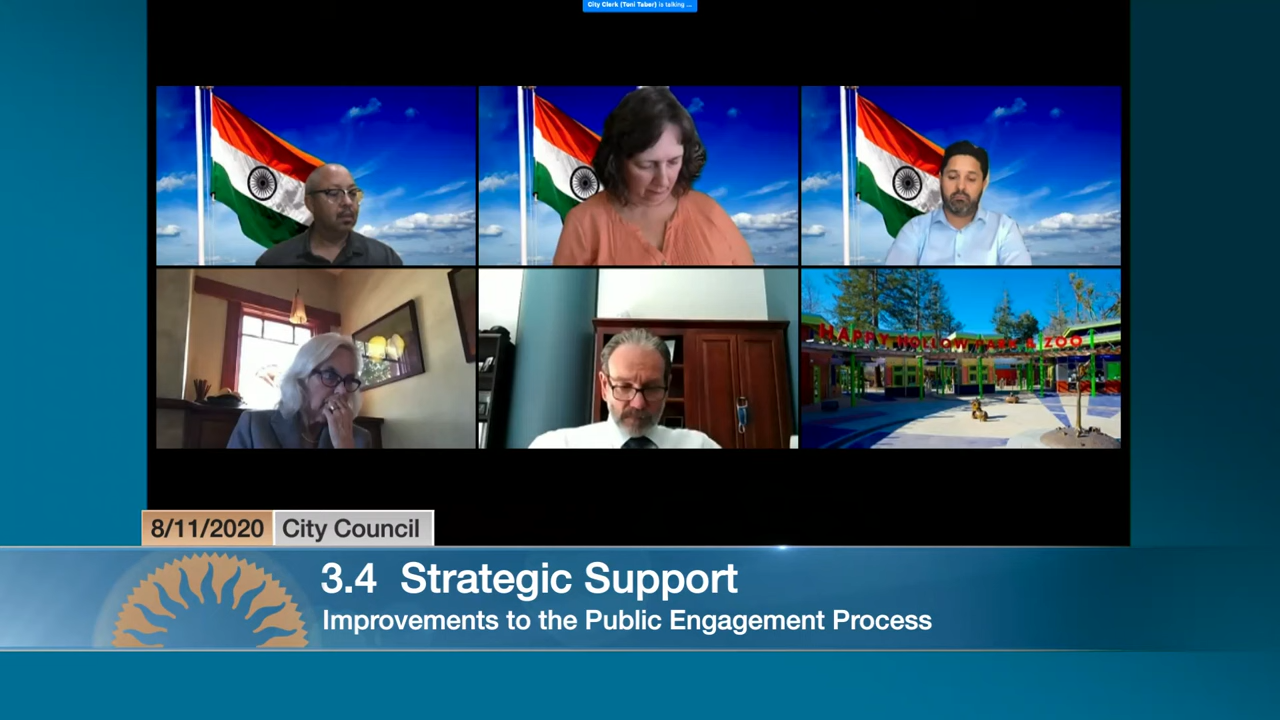 City Clerk (Toni Taber) is talking ...
HAPPY HOLLOW PARK & ZOO
8/11/2020 City Council
3.4 Strategic Support
Improvements to the Public Engagement Process